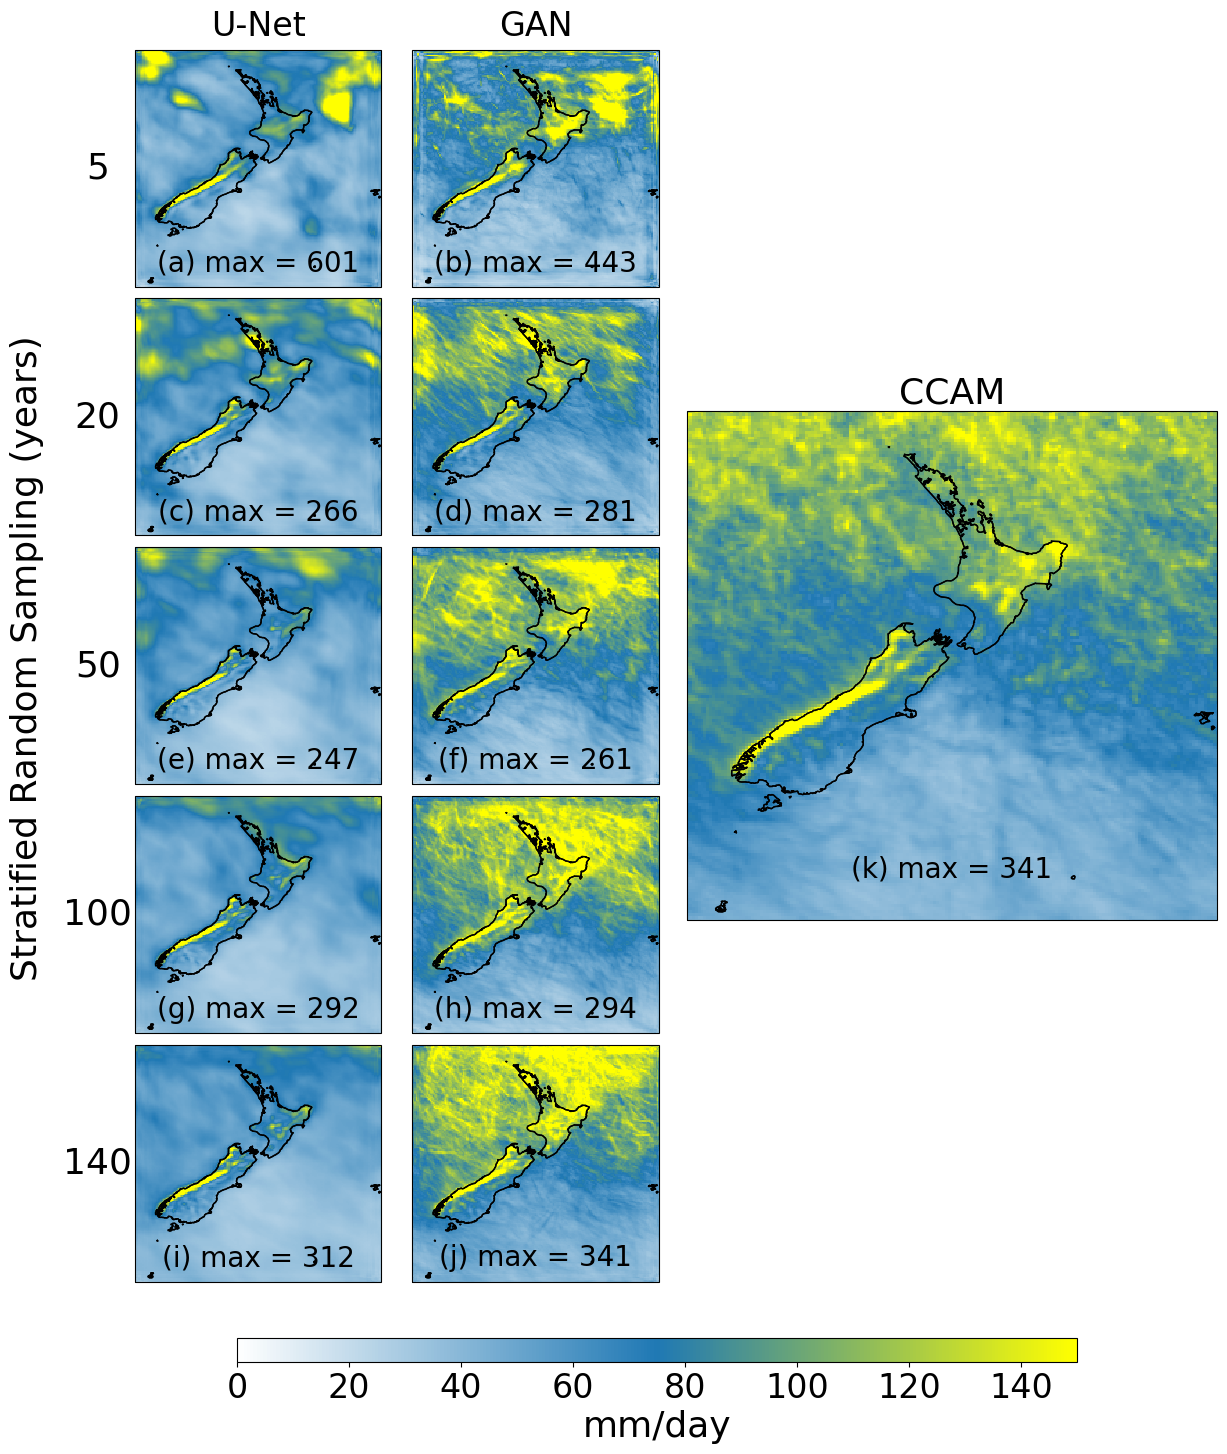 U-Net
GAN
Stratified Random Sampling (years)
5
(a) max = 601
(b) max = 443
20
(c) max = 266
(d) max = 281
CCAM
50
(e) max = 247
(f) max = 261
(k) max = 341
100
(g) max = 292
(h) max = 294
140
(i) max = 312
(j) max = 341
0 20 40 60 80 100 120 140
mm/day